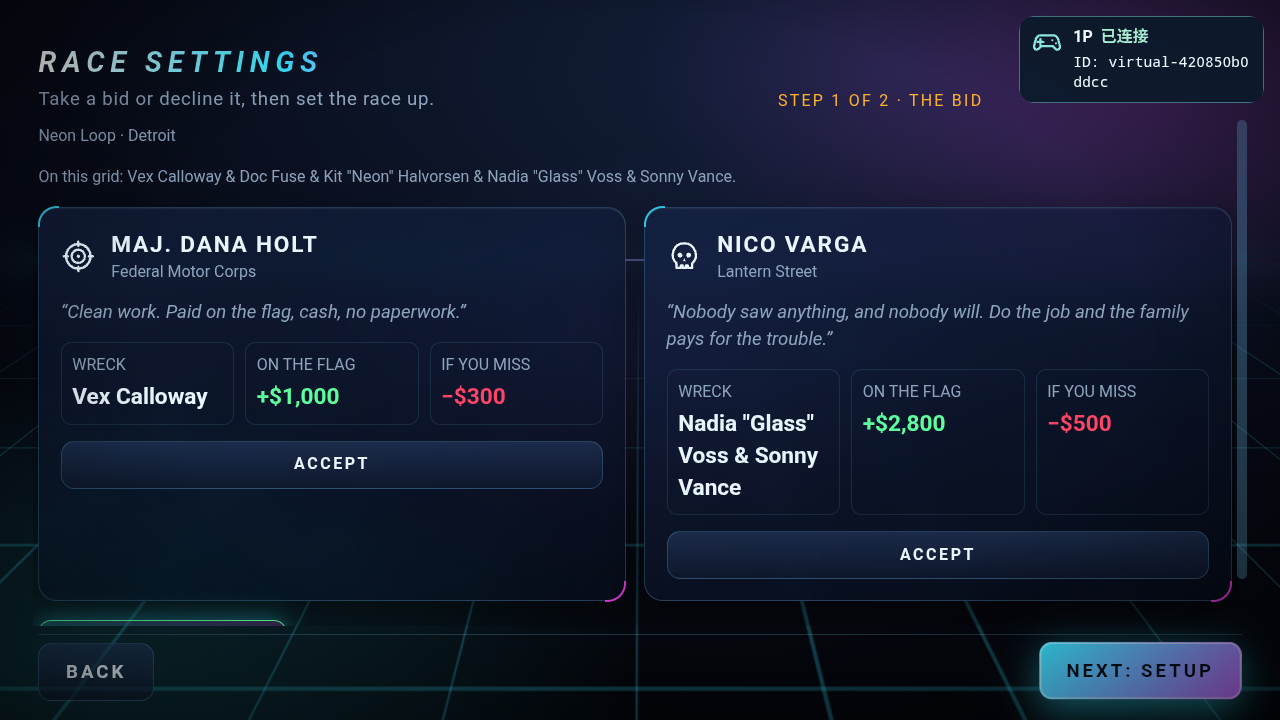 RACE SETTINGS
Take a bid or decline it, then set the race up.
STEP 1 OF 2 · THE BID
1P 已连接
ID: virtual-420850b0
ddcc
Neon Loop · Detroit
On this grid: Vex Calloway & Doc Fuse & Kit "Neon" Halvorsen & Nadia "Glass" Voss & Sonny Vance.
MAJ. DANA HOLT
Federal Motor Corps
“Clean work. Paid on the flag, cash, no paperwork.”
WRECK
Vex Calloway
ON THE FLAG
+$1,000
IF YOU MISS
−$300
ACCEPT
NICO VARGA
Lantern Street
“Nobody saw anything, and nobody will. Do the job and the family
pays for the trouble.”
WRECK
Nadia "Glass"
Voss & Sonny
Vance
ON THE FLAG
+$2,800
IF YOU MISS
−$500
ACCEPT
BACK
NEXT: SETUP